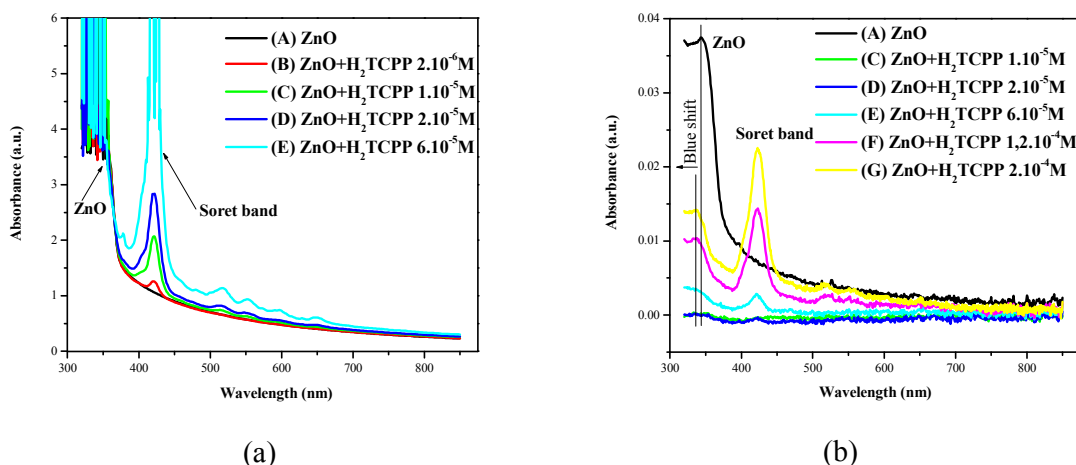 6
5
4
3
2
1
0
300
400
500
600
700
800
Absorbance (a.u.)
Wavelength (nm)
(A) ZnO
(B) ZnO+H₂TCPP 2.10⁻⁶M
(C) ZnO+H₂TCPP 1.10⁻⁵M
(D) ZnO+H₂TCPP 2.10⁻⁵M
(E) ZnO+H₂TCPP 6.10⁻⁵M
ZnO
Soret band
(a)
0.04
0.03
0.02
0.01
0.00
300
400
500
600
700
800
Absorbance (a.u.)
Wavelength (nm)
ZnO
(A) ZnO
(C) ZnO+H₂TCPP 1.10⁻⁵M
(D) ZnO+H₂TCPP 2.10⁻⁵M
(E) ZnO+H₂TCPP 6.10⁻⁵M
(F) ZnO+H₂TCPP 1,2.10⁻⁴M
(G) ZnO+H₂TCPP 2.10⁻⁴M
Blue shift
Soret band
(b)